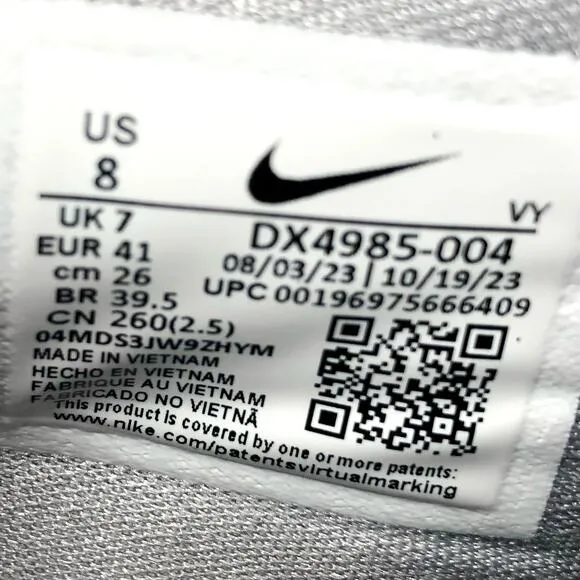 US
8
VY
UK 7
EUR 41
cm 26
BR 39.5
CN 260(2.5)
DX4985-004
08/03/23 | 10/19/23
UPC 00196975666409
04MDS3JW9ZHYM
MADE IN VIETNAM
HECHO EN VIETNAM
FABRIQUE AU VIETNAM
FABRICADO NO VIETNÃ
This product is covered by one or more patents:
www.nike.com/patentsvirtualmarking